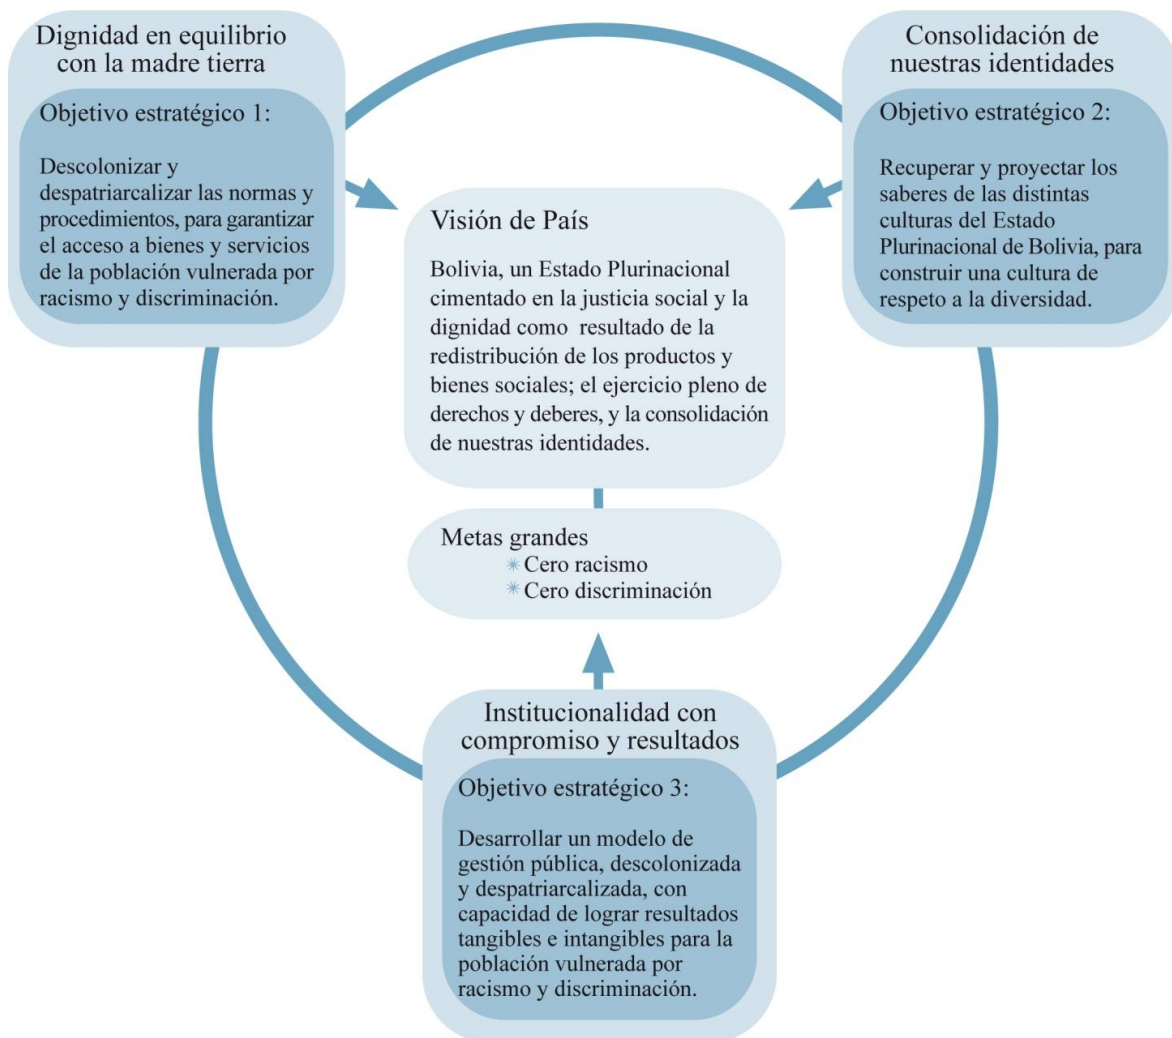 Dignidad en equilibrio
con la madre tierra
Objetivo estratégico 1:
Descolonizar y
despatriarcalizar las normas y
procedimientos, para garantizar
el acceso a bienes y servicios
de la población vulnerada por
racismo y discriminación.
Consolidación de
nuestras identidades
Objetivo estratégico 2:
Recuperar y proyectar los
saberes de las distintas
culturas del Estado
Plurinacional de Bolivia, para
construir una cultura de
respeto a la diversidad.
Visión de País
Bolivia, un Estado Plurinacional
cimentado en la justicia social y la
dignidad como resultado de la
redistribución de los productos y
bienes sociales; el ejercicio pleno de
derechos y deberes, y la consolidación
de nuestras identidades.
Metas grandes
Cero racismo
Cero discriminación
Institucionalidad con
compromiso y resultados
Objetivo estratégico 3:
Desarrollar un modelo de
gestión pública, descolonizada
y despatriarcalizada, con
capacidad de lograr resultados
tangibles e intangibles para la
población vulnerada por
racismo y discriminación.